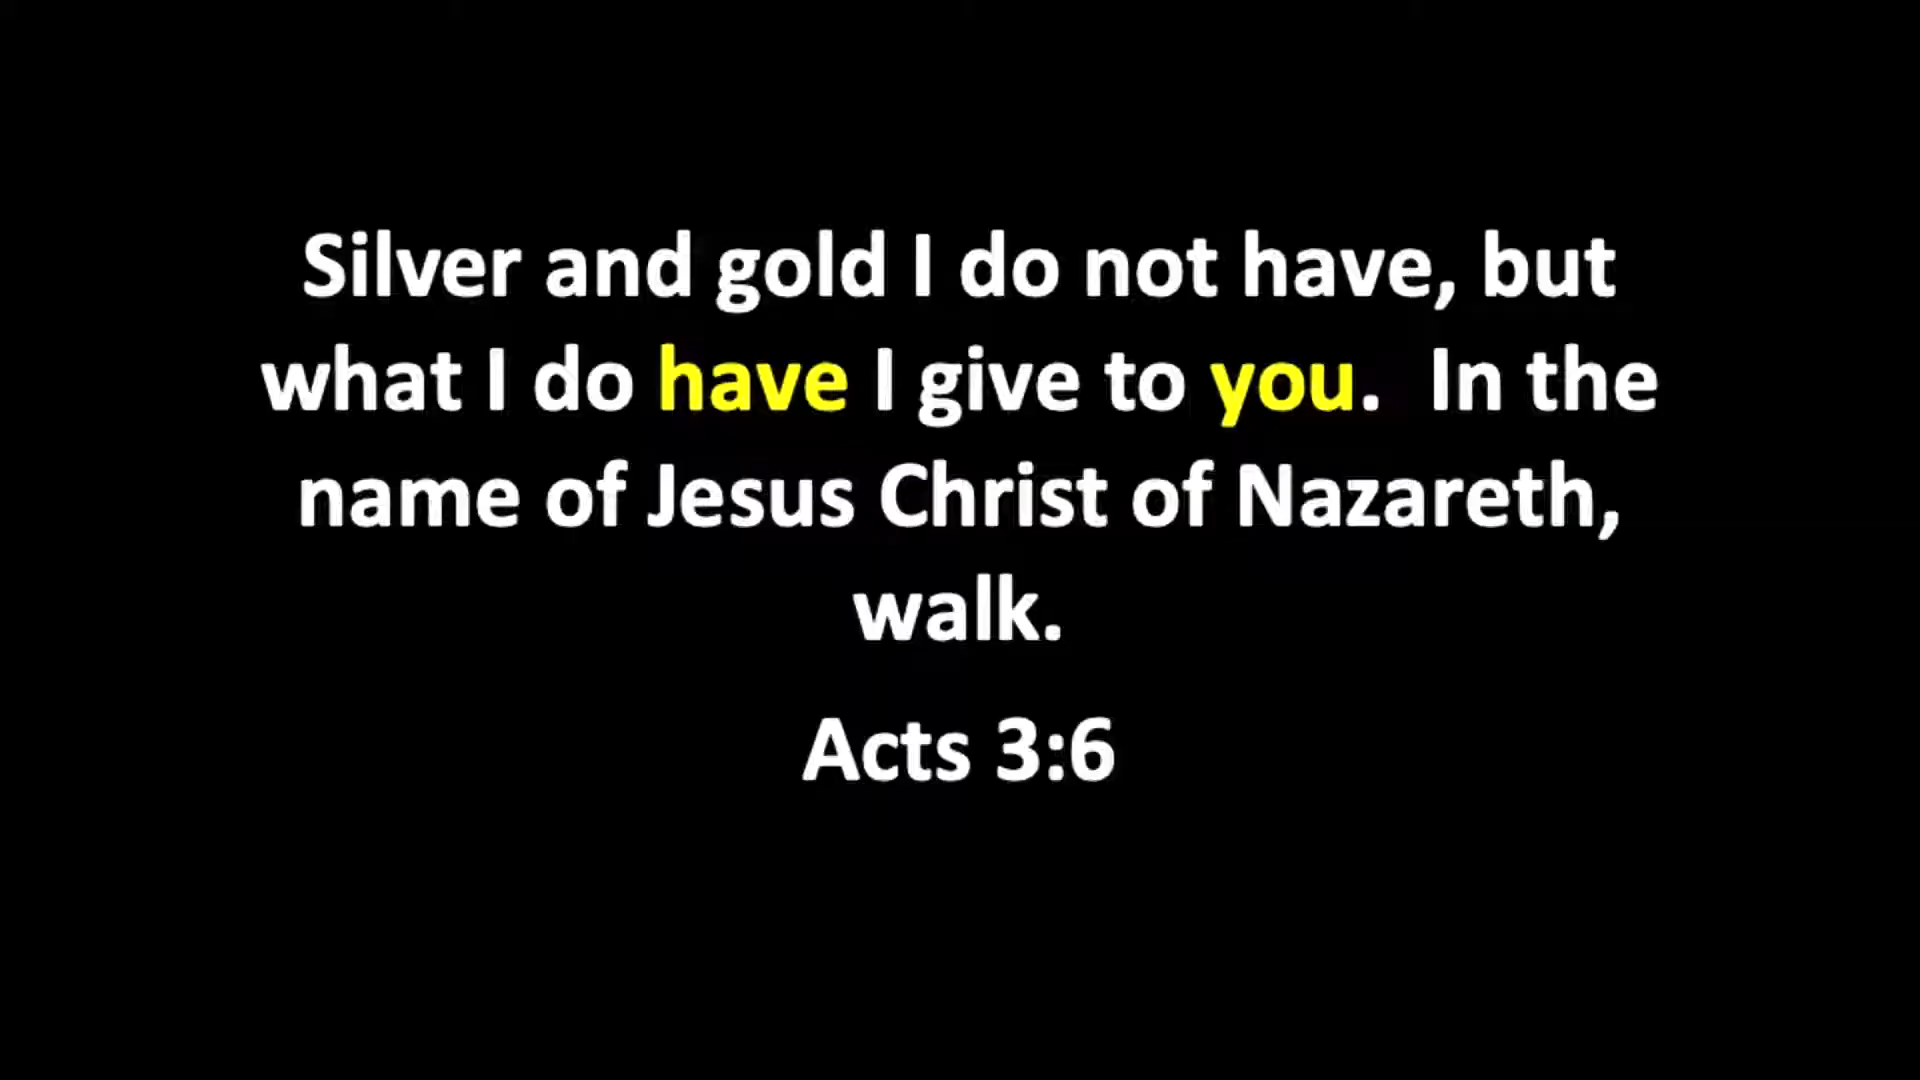 Silver and gold I do not have, but
what I do have I give to you.  In the
name of Jesus Christ of Nazareth,
walk.
Acts 3:6